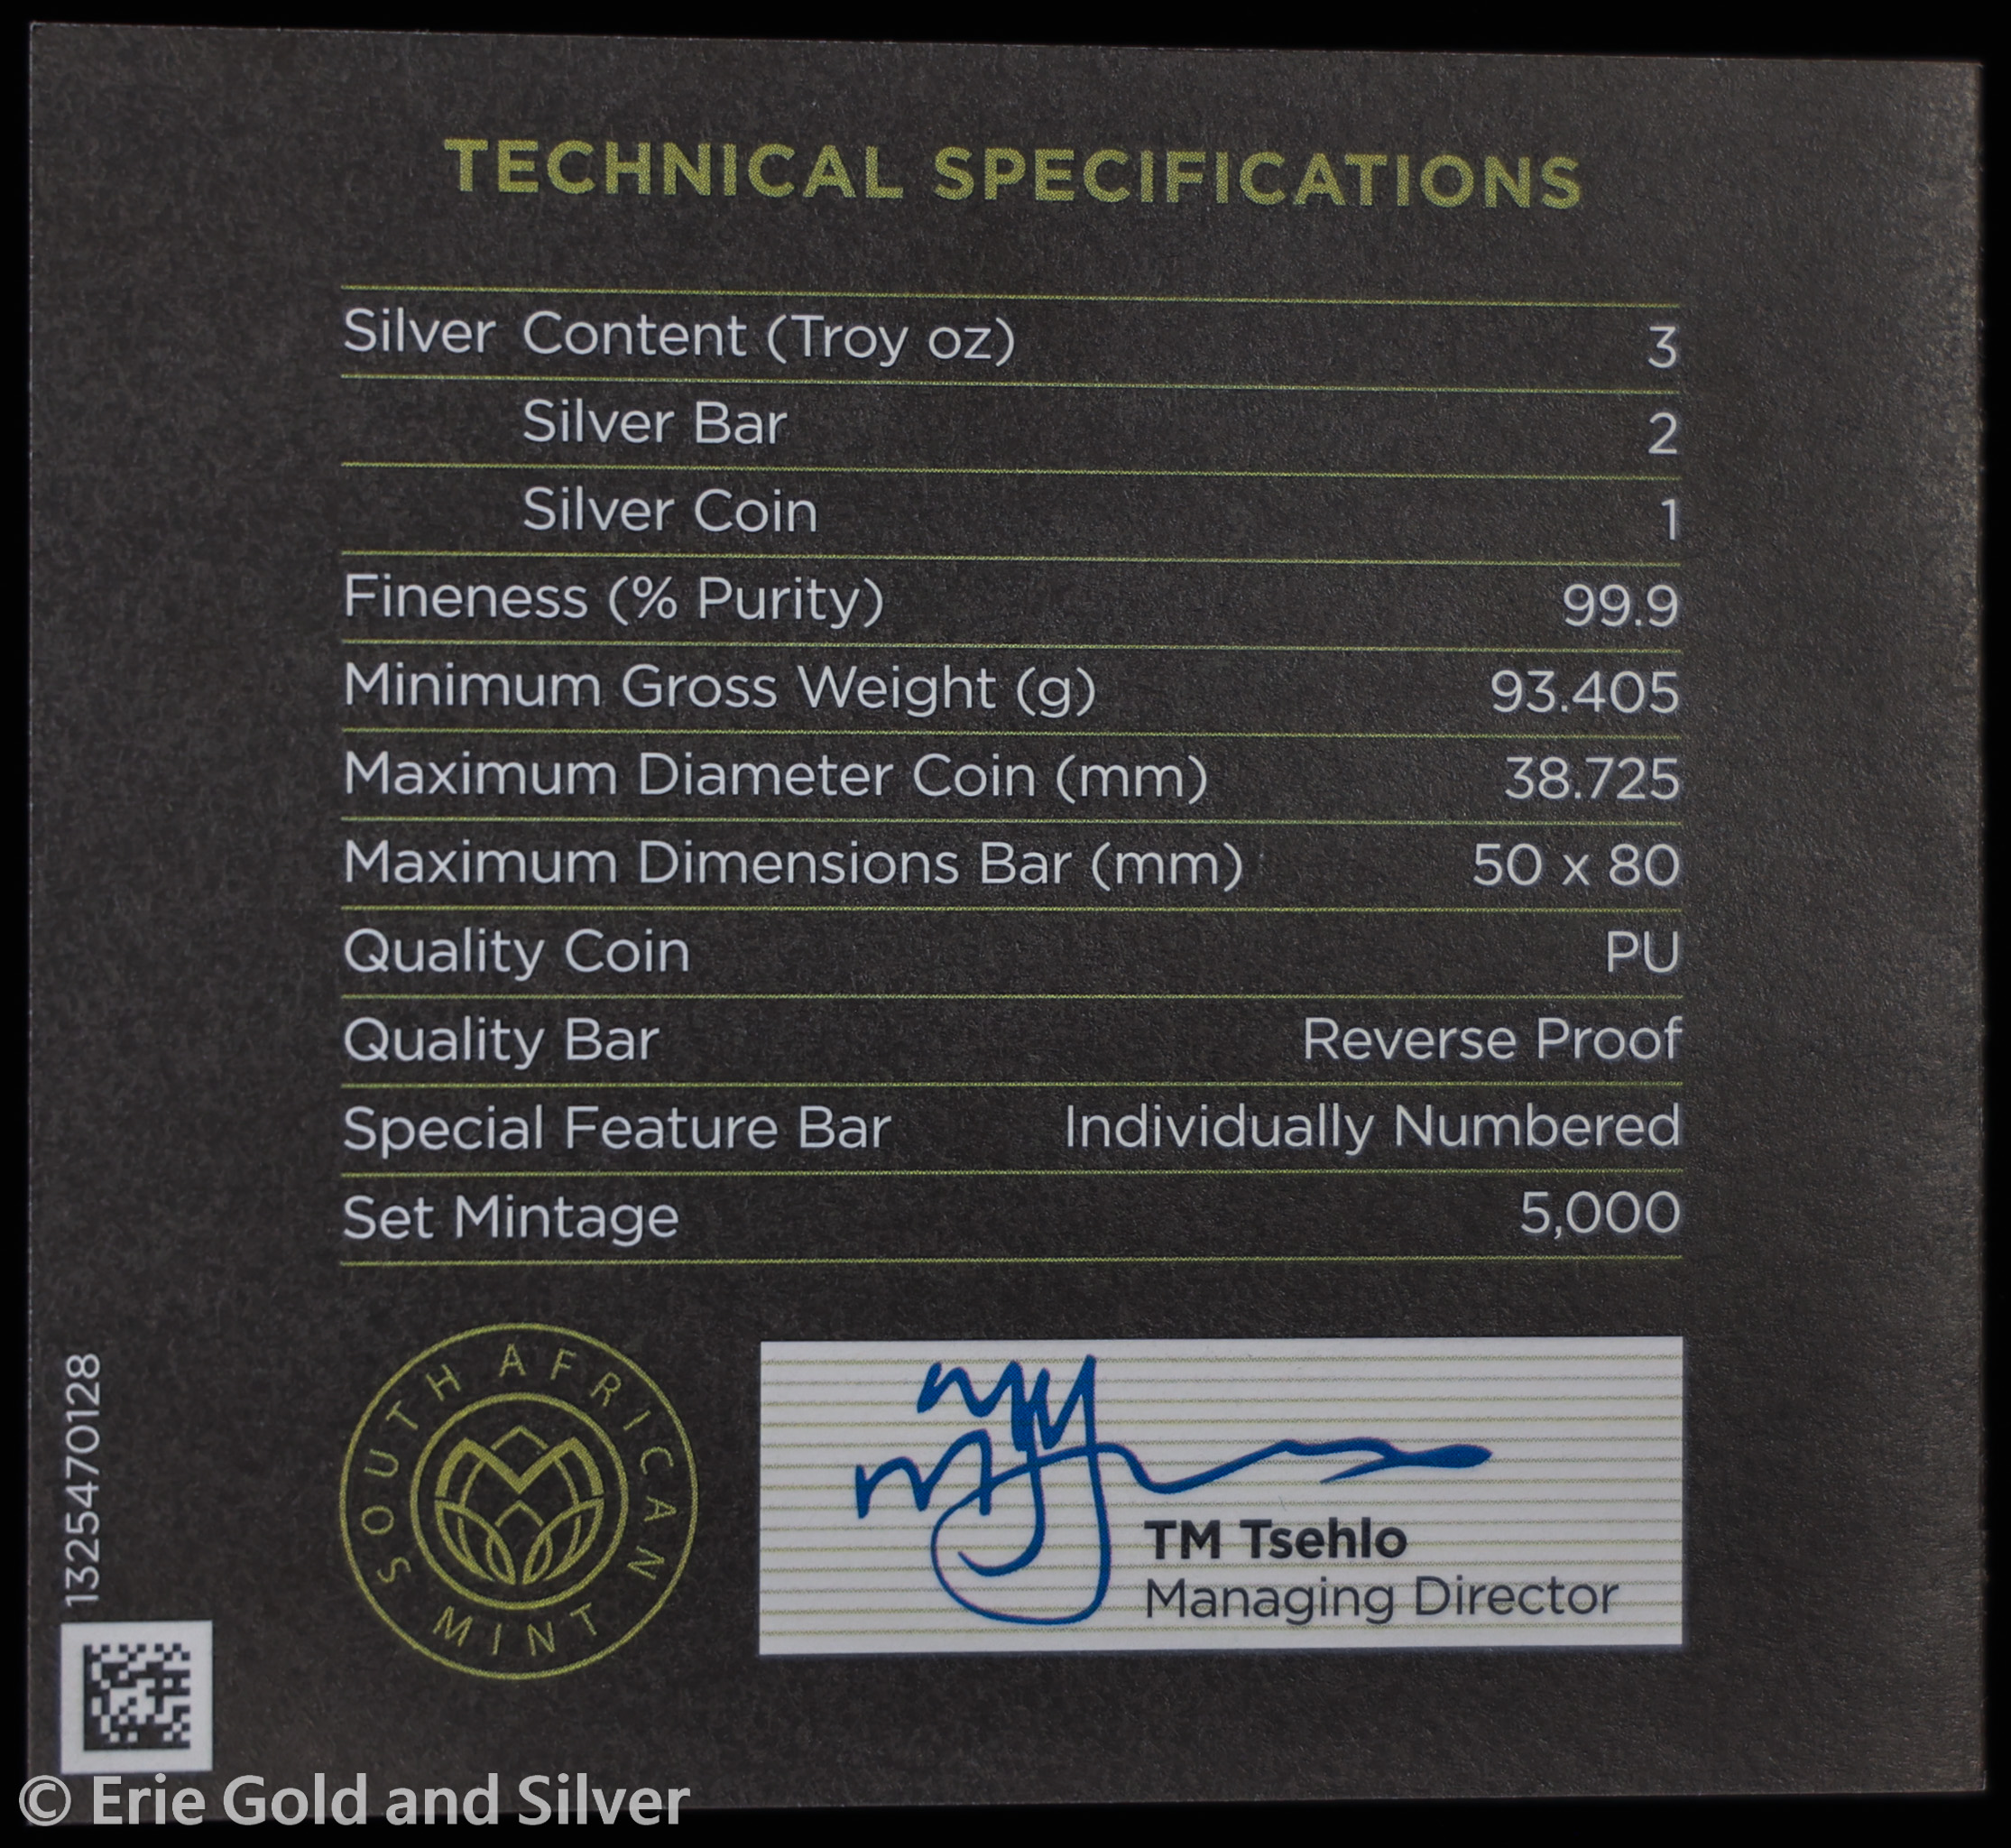 TECHNICAL SPECIFICATIONS
Silver Content (Troy oz) 3
Silver Bar 2
Silver Coin 1
Fineness (% Purity) 99.9
Minimum Gross Weight (g) 93.405
Maximum Diameter Coin (mm) 38.725
Maximum Dimensions Bar (mm) 50 x 80
Quality Coin PU
Quality Bar Reverse Proof
Special Feature Bar Individually Numbered
Set Mintage 5,000
1325470128
SOUTH AFRICAN MINT
TM Tsehlo
Managing Director
© Erie Gold and Silver